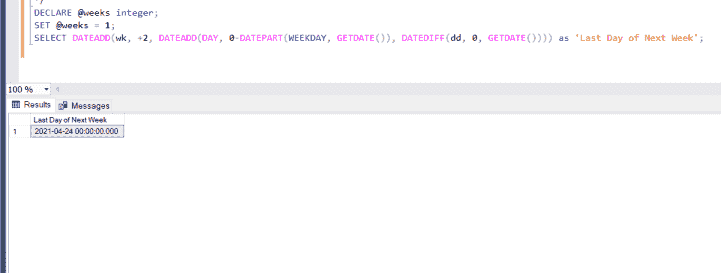 */
DECLARE @weeks integer;
SET @weeks = 1;
SELECT DATEADD(wk, +2, DATEADD(DAY, 0-DATEPART(WEEKDAY, GETDATE()), DATEDIFF(dd, 0, GETDATE()))) as 'Last Day of Next Week';
100 %
Results Messages
Last Day of Next Week
1 2021-04-24 00:00:00.000